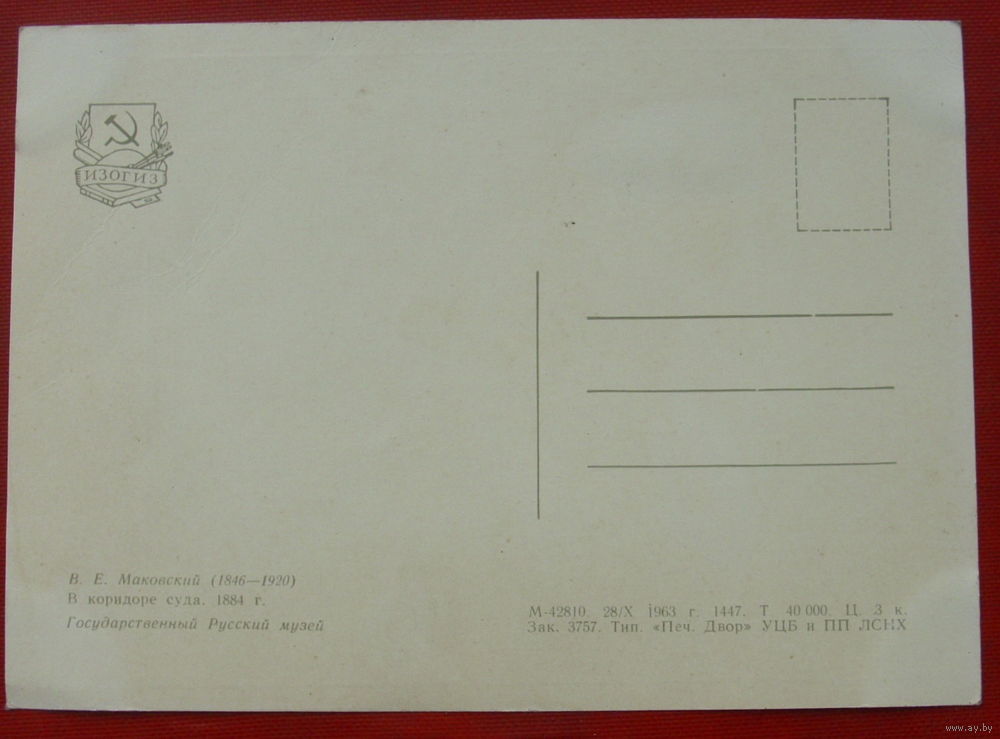 ИЗОГИЗ
В. Е. Маковский (1846—1920)
В коридоре суда. 1884 г.
Государственный Русский музей
М-42810. 28/X 1963 г. 1447. Т. 40 000. Ц. 3 к.
Зак. 3757. Тип. «Печ. Двор» УЦБ и ПП ЛСНХ
www.ay.by